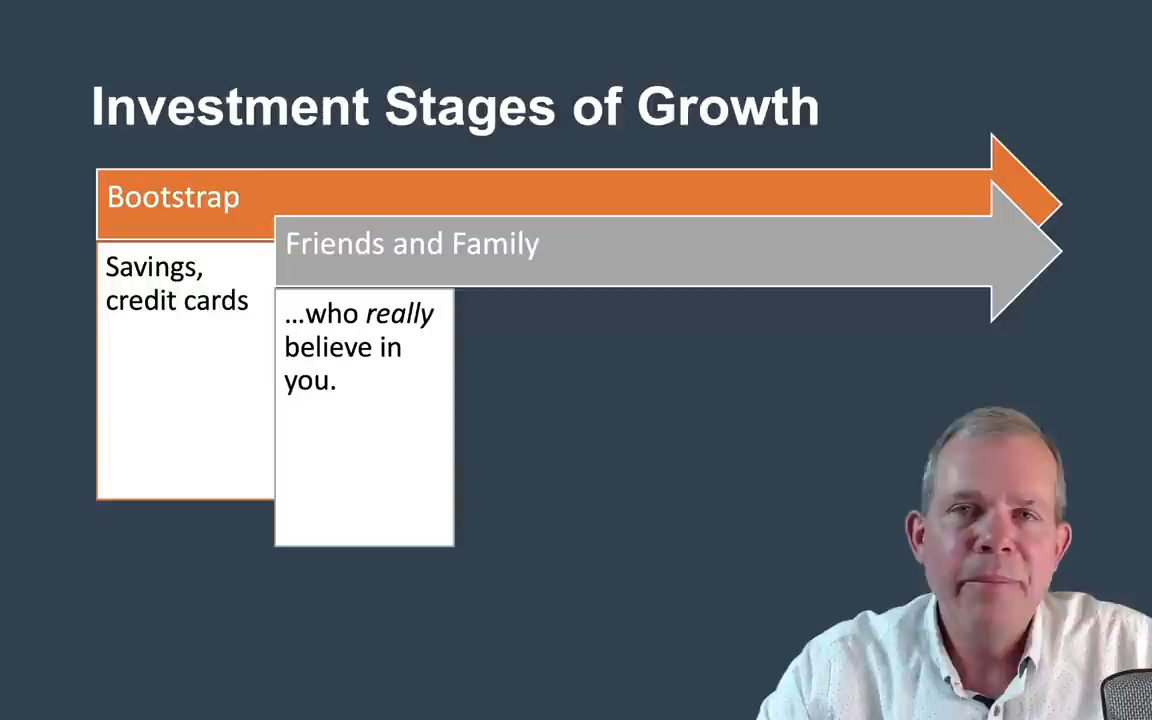 Investment Stages of Growth
Bootstrap
Friends and Family
Savings,
credit cards
…who really
believe in
you.